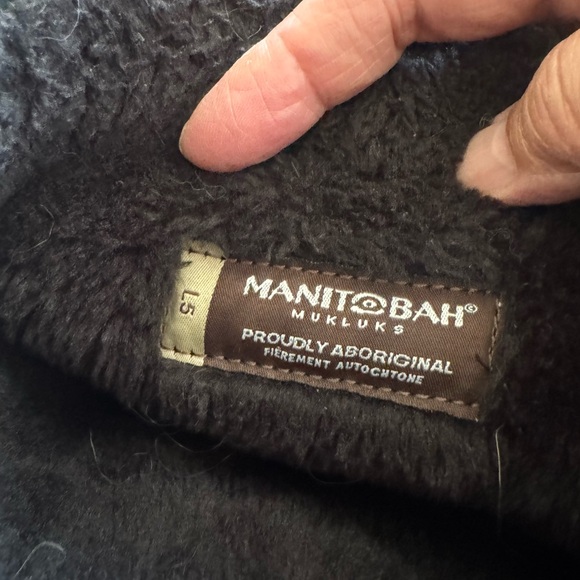 L5
MANITOBAH®
MUKLUKS
PROUDLY ABORIGINAL
FIÈREMENT AUTOCHTONE